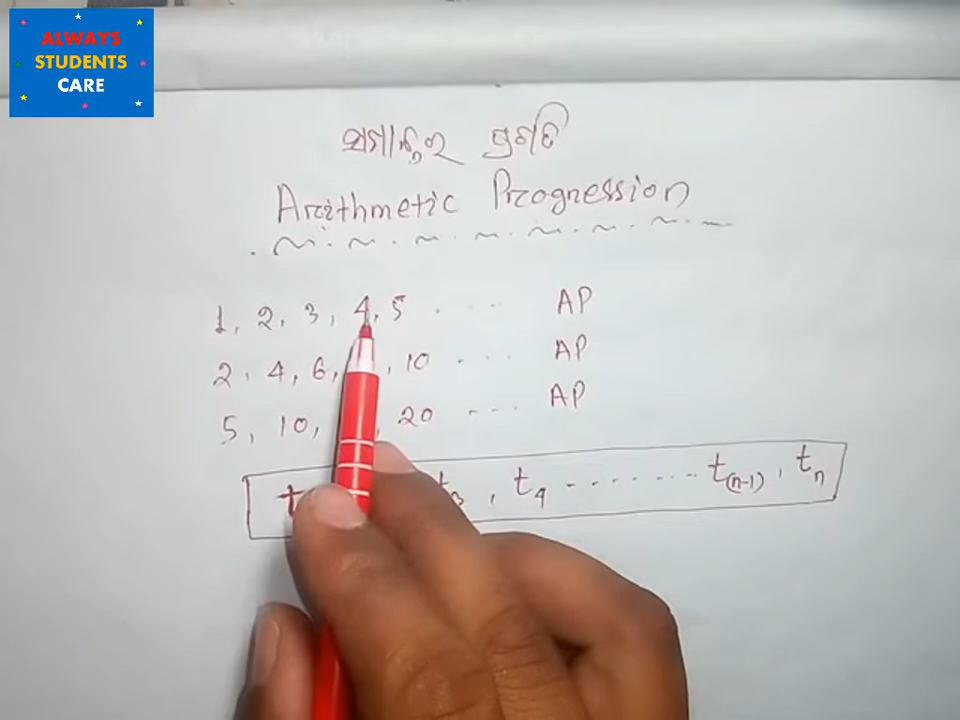 ALWAYS
STUDENTS
CARE
ସମାନ୍ତର ପ୍ରଗତି
Arithmetic Progression
1, 2, 3, 4, 5 ..... AP
2, 4, 6, , 10 ... AP
5, 10, , 20 ... AP
t , t3, t4 ........ t(n-1), tn